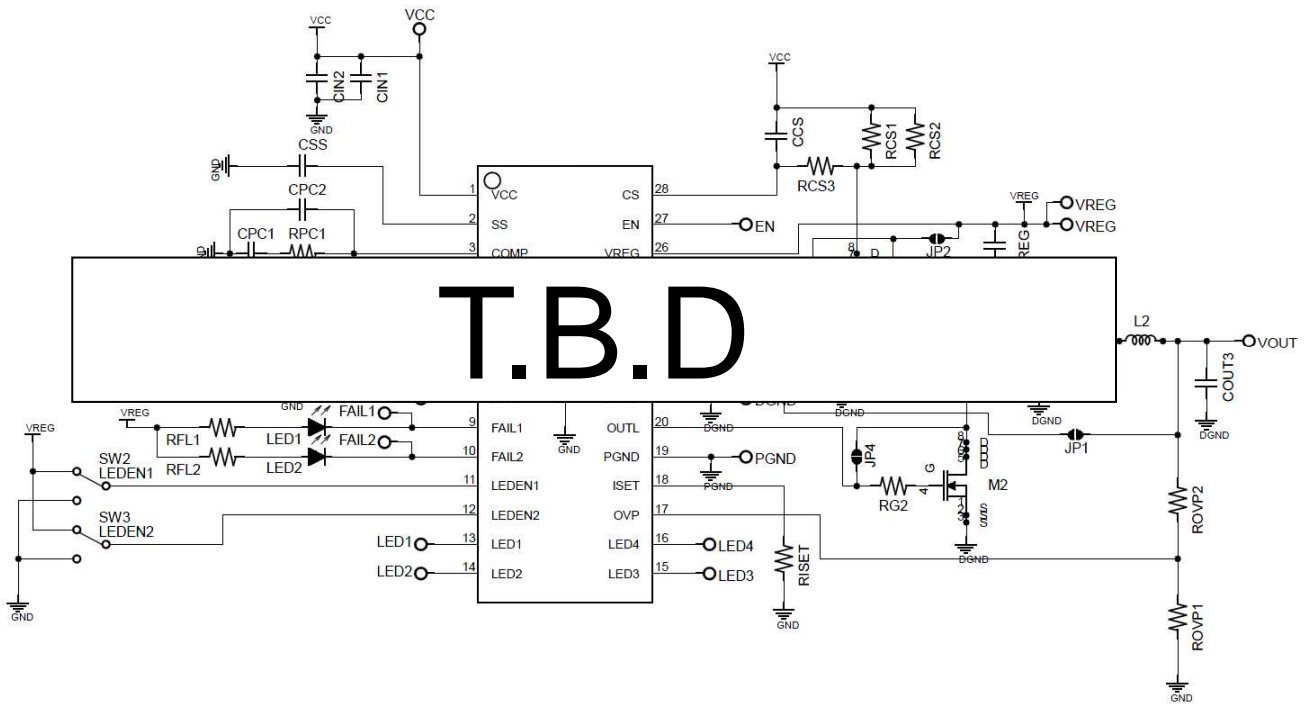 VCC
VCC
CIN2
CIN1
GND
CSS
GND
CPC2
CPC1
RPC1
VCC
CCS
RCS1
RCS2
RCS3
1 VCC CS 28
2 SS EN 27 EN
3 COMP VREG 26
VREG
VREG
VREG
JP2
8
D
T.B.D
L2
VOUT
COUT3
DGND
GND
DGND
DGND
DGND
VREG
RFL1
LED1
FAIL1
RFL2
LED2
FAIL2
9 FAIL1 OUTL 20
GND
10 FAIL2 PGND 19 PGND
PGND
11 LEDEN1 ISET 18
12 LEDEN2 OVP 17
LED1 13 LED1 LED4 16 LED4
LED2 14 LED2 LED3 15 LED3
VREG
SW2
LEDEN1
SW3
LEDEN2
GND
JP4
RG2
G
4
M2
D
D
D
S
S
S
DGND
JP1
RISET
GND
ROVP2
ROVP1
GND